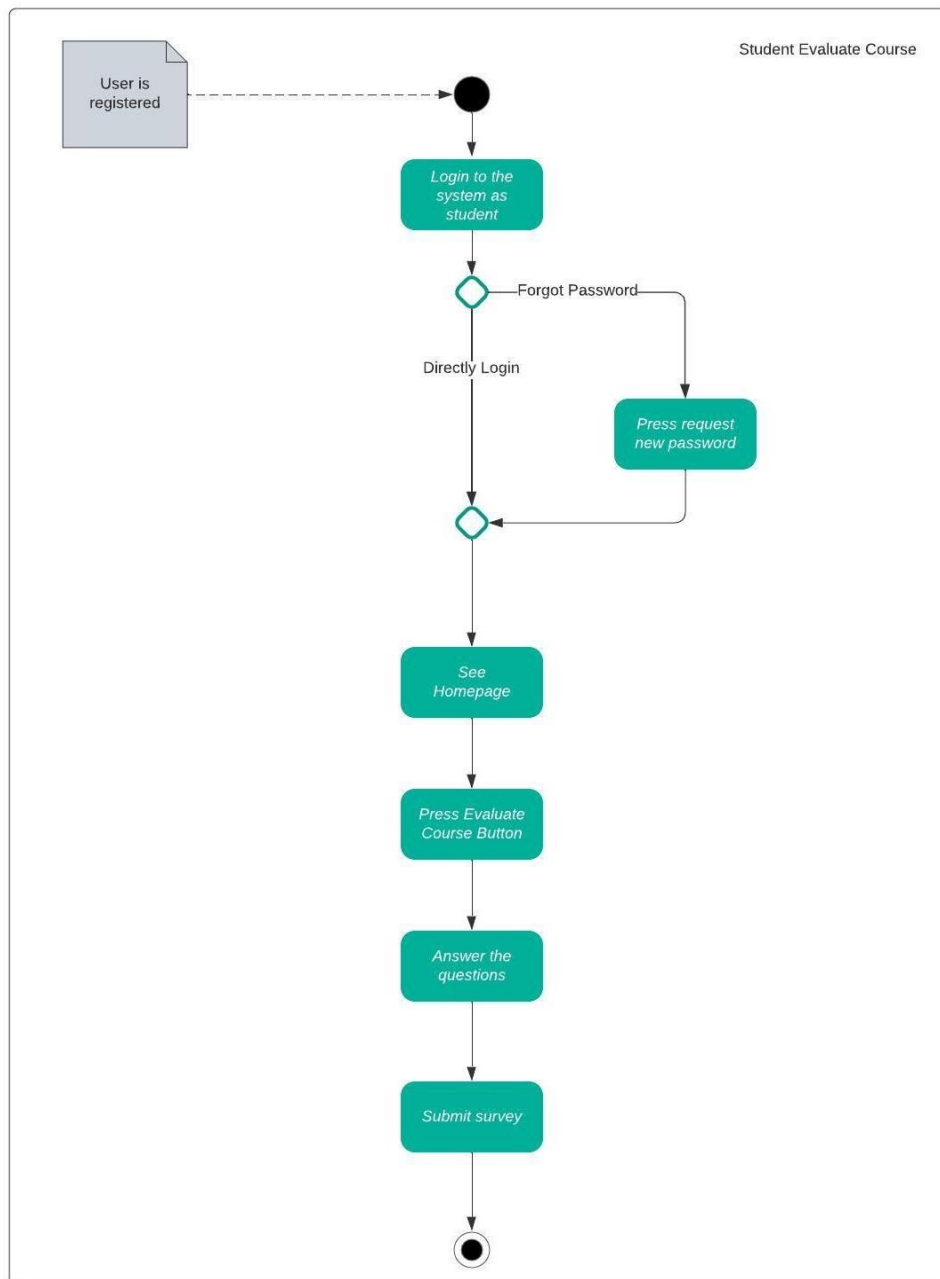 Student Evaluate Course
User is
registered
Login to the
system as
student
Forgot Password
Directly Login
Press request
new password
See
Homepage
Press Evaluate
Course Button
Answer the
questions
Submit survey